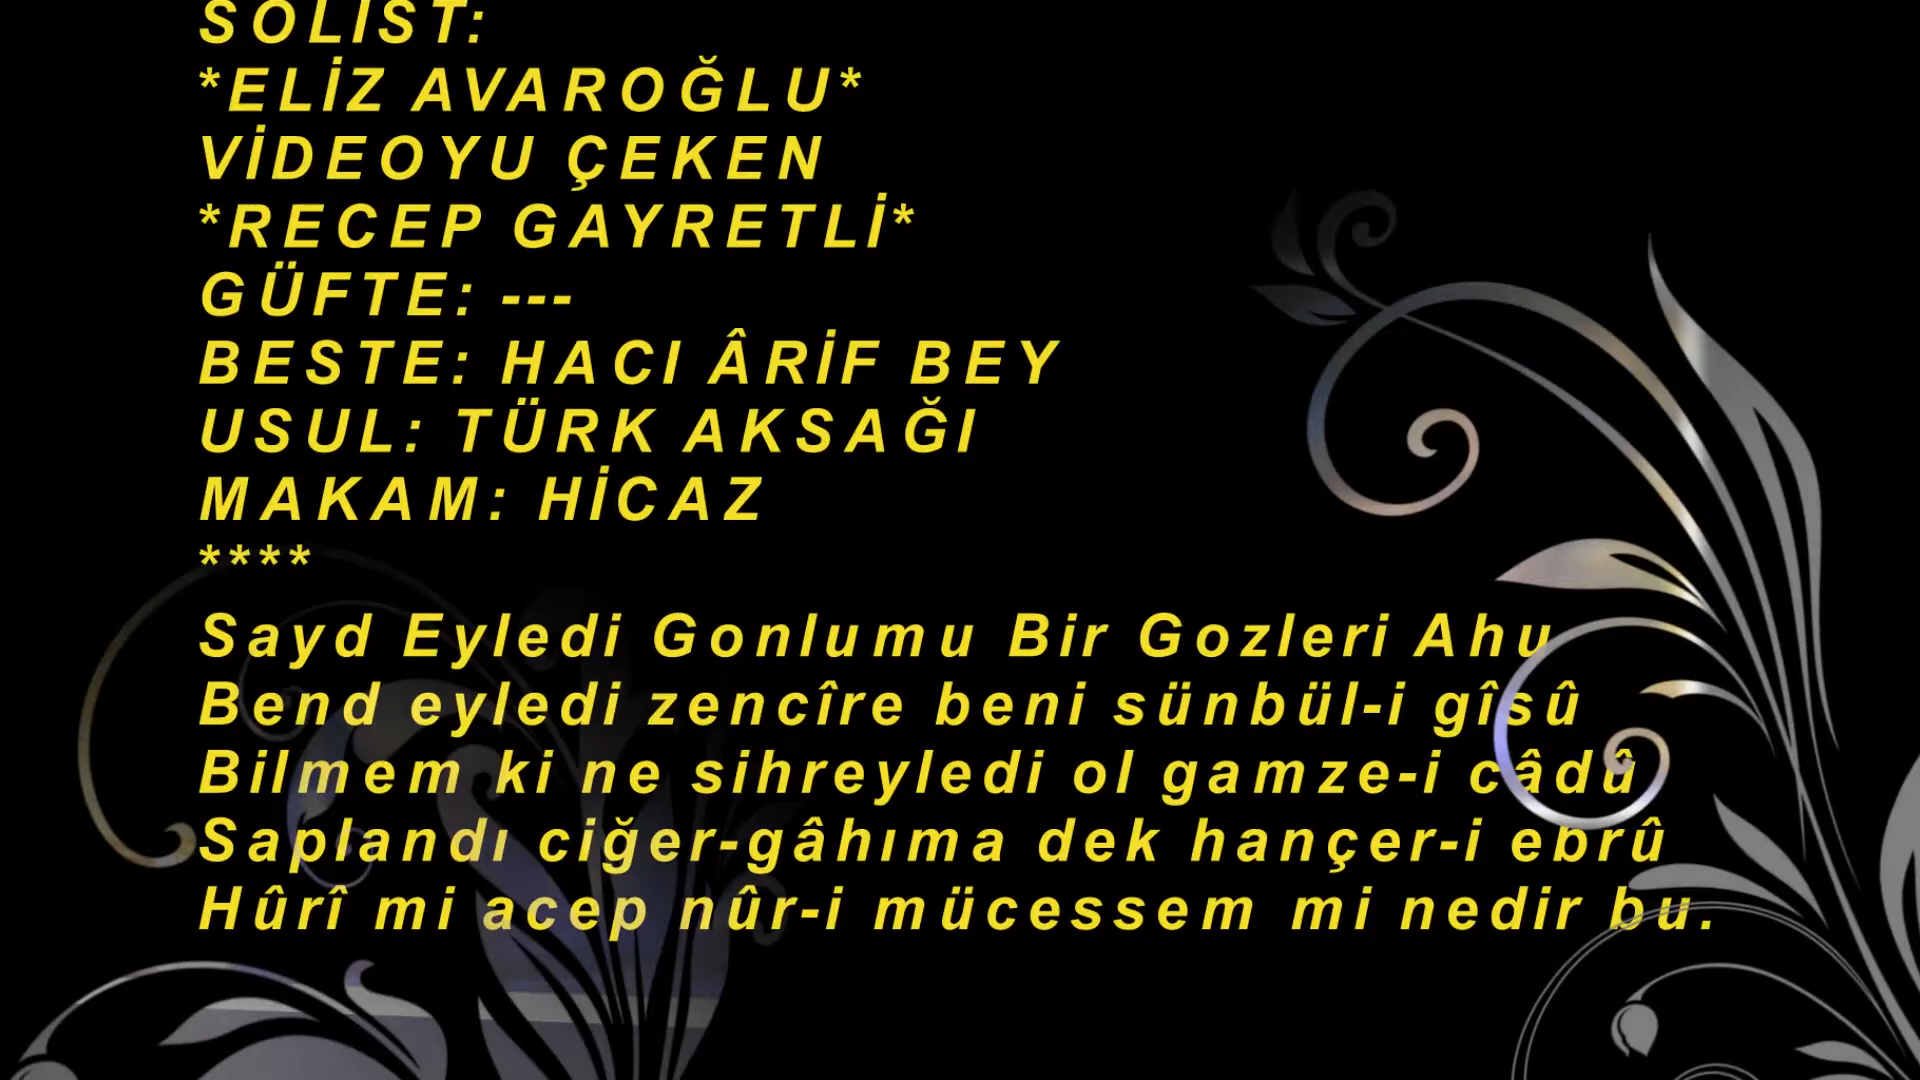 SOLİST:
*ELİZ AVAROĞLU*
VİDEOYU ÇEKEN
*RECEP GAYRETLİ*
GÜFTE: ---
BESTE: HACI ÂRİF BEY
USUL: TÜRK AKSAĞI
MAKAM: HİCAZ
****
Sayd Eyledi Gonlumu Bir Gozleri Ahu
Bend eyledi zencîre beni sünbül-i gîsû
Bilmem ki ne sihreyledi ol gamze-i câdû
Saplandı ciğer-gâhıma dek hançer-i ebrû
Hûrî mi acep nûr-i mücessem mi nedir bu.